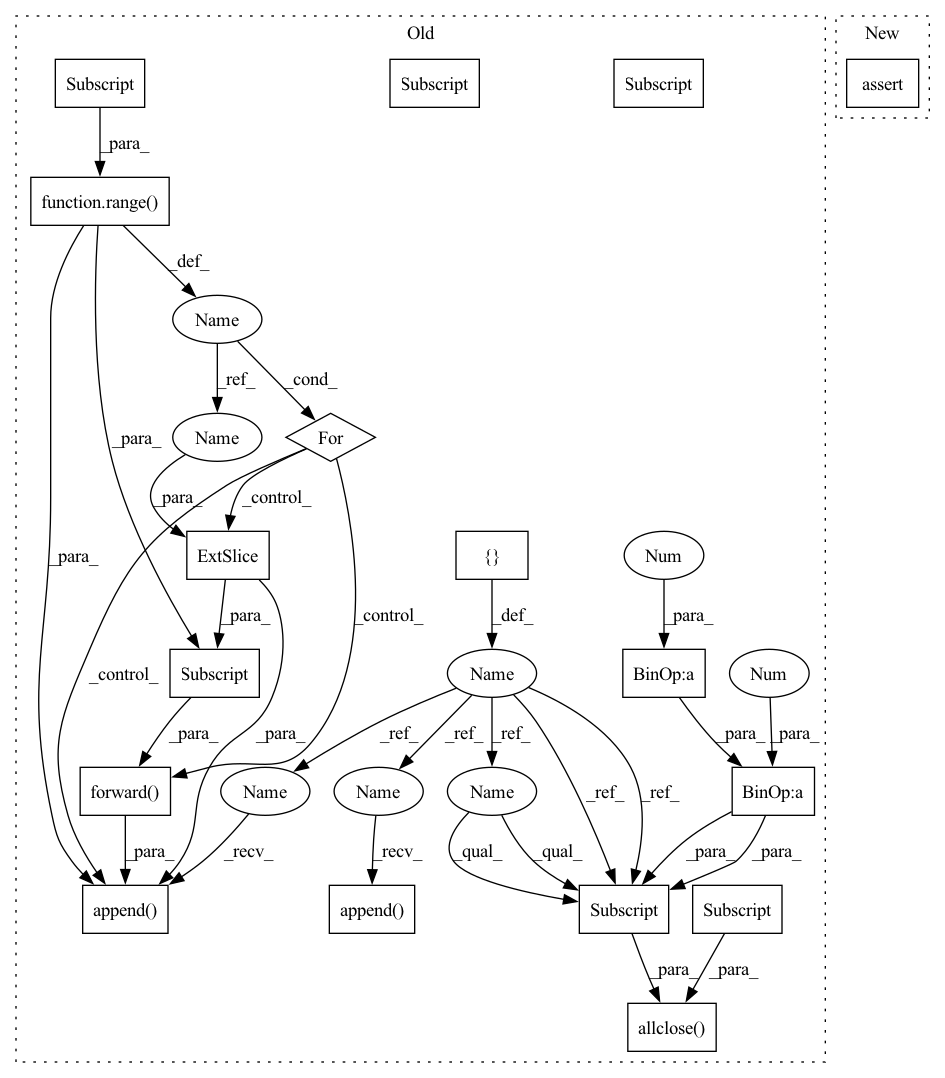 Old
New
Subscript
Subscript
Subscript
assert
_para_
function.range()
_def_
Name
_ref_
_cond_
Name
For
_para_
_para_
_control_
_para_
ExtSlice
{}
Num
_control_
_para_
_def_
_para_
Subscript
Name
BinOp:a
Num
_control_
_para_
_para_
_ref_
_ref_
_ref_
_para_
_para_
forward()
Name
Name
Name
_ref_
_ref_
BinOp:a
_para_
_recv_
_recv_
_qual_
_qual_
_para_
_para_
append()
append()
Subscript
Subscript
_para_
_para_
allclose()